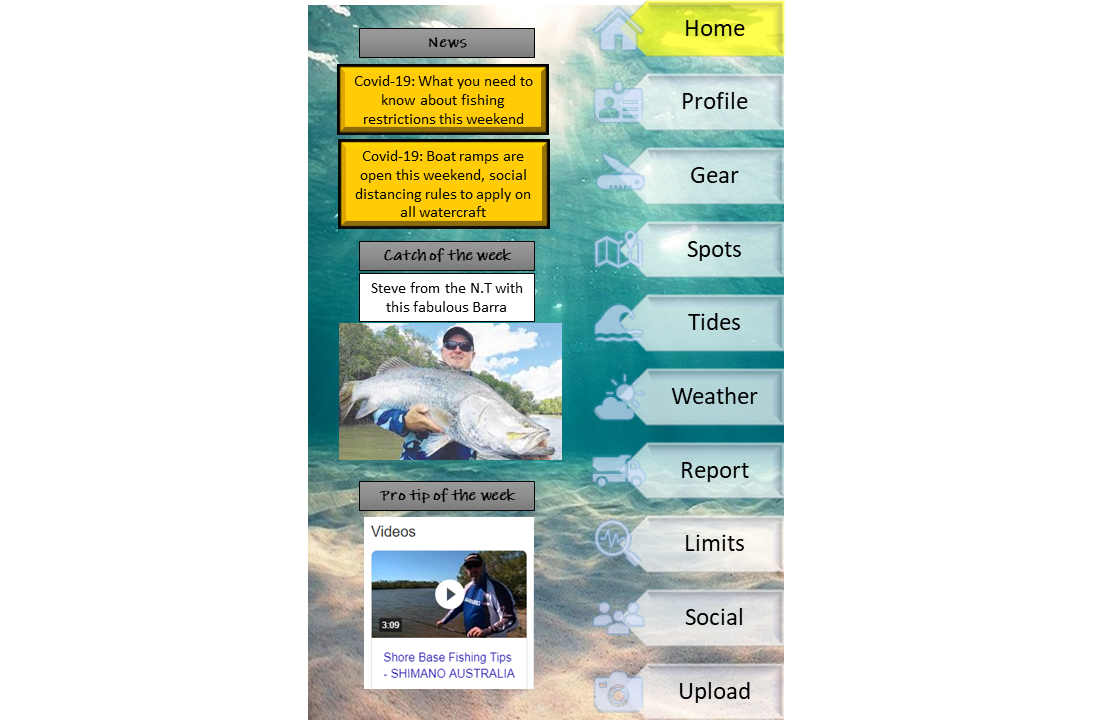 News
Covid-19: What you need to
know about fishing
restrictions this weekend
Covid-19: Boat ramps are
open this weekend, social
distancing rules to apply on
all watercraft
Catch of the week
Steve from the N.T with
this fabulous Barra
Pro tip of the week
Videos
3:09
Shore Base Fishing Tips
- SHIMANO AUSTRALIA
Home
Profile
Gear
Spots
Tides
Weather
Report
Limits
Social
Upload